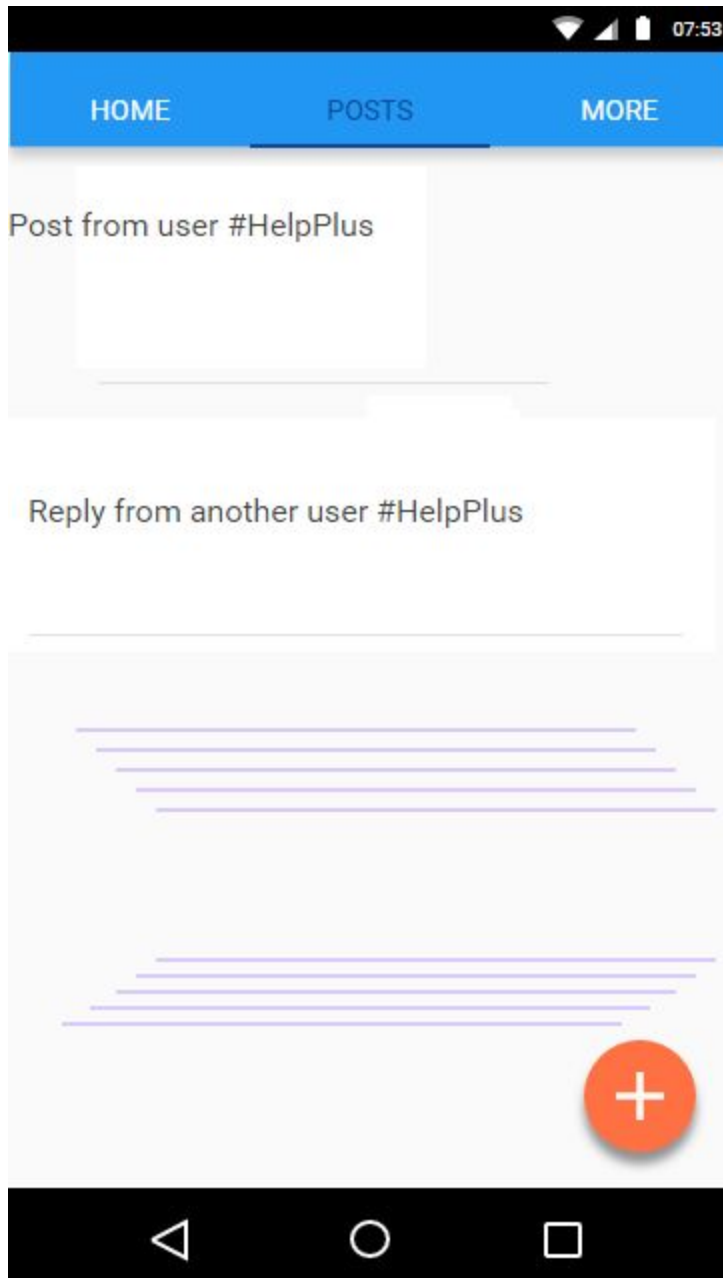 07:53
HOME POSTS MORE
Post from user #HelpPlus
Reply from another user #HelpPlus